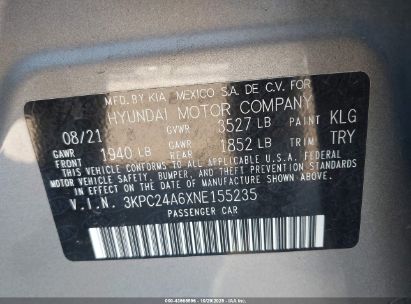 MFD. BY KIA MEXICO S.A. DE C.V. FOR
HYUNDAI MOTOR COMPANY
08/21 GVWR 3527 LB PAINT KLG
GAWR FRONT 1940 LB GAWR REAR 1852 LB TRIM TRY
THIS VEHICLE CONFORMS TO ALL APPLICABLE U.S.A. FEDERAL
MOTOR VEHICLE SAFETY, BUMPER, AND THEFT PREVENTION
STANDARDS IN EFFECT ON THE DATE OF MANUFACTURE SHOWN ABOVE
V.I.N. 3KPC24A6XNE155235
PASSENGER CAR